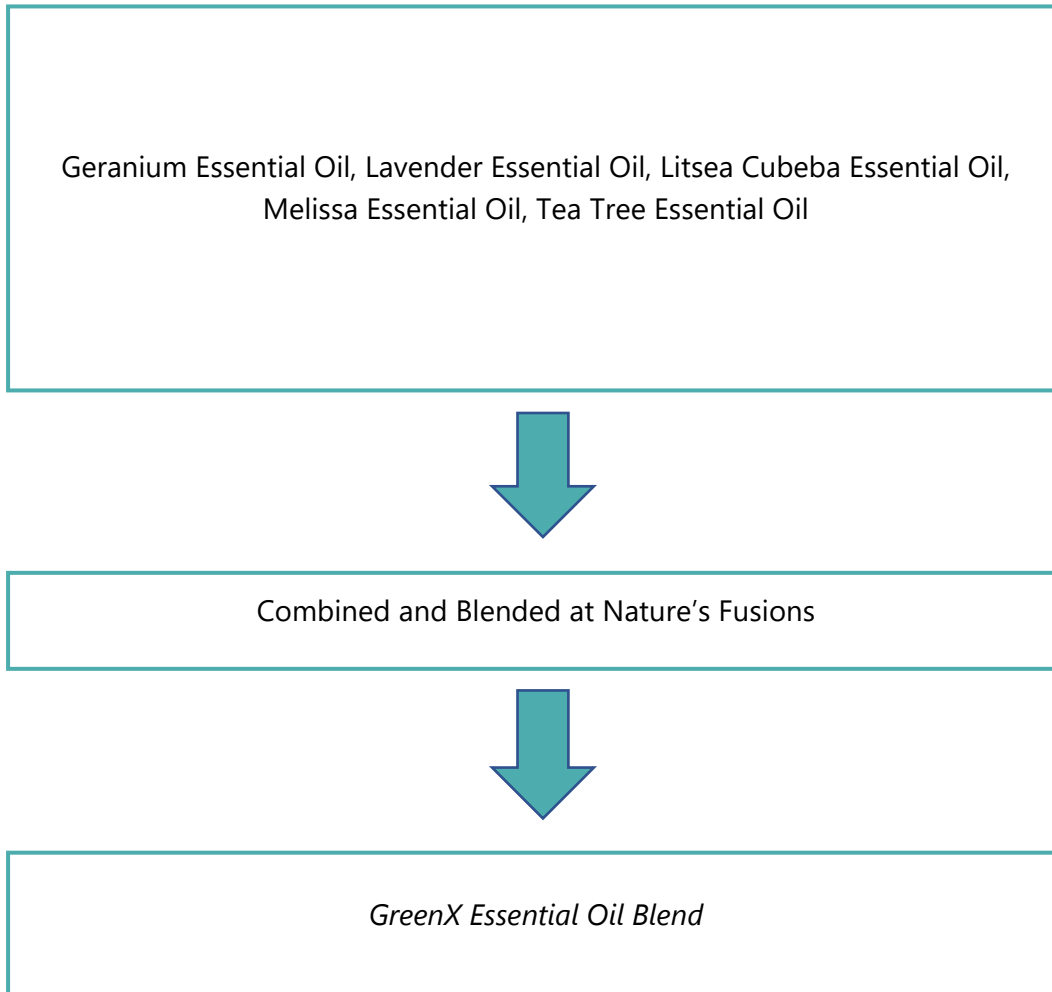 Geranium Essential Oil, Lavender Essential Oil, Litsea Cubeba Essential Oil,
Melissa Essential Oil, Tea Tree Essential Oil
Combined and Blended at Nature’s Fusions
GreenX Essential Oil Blend